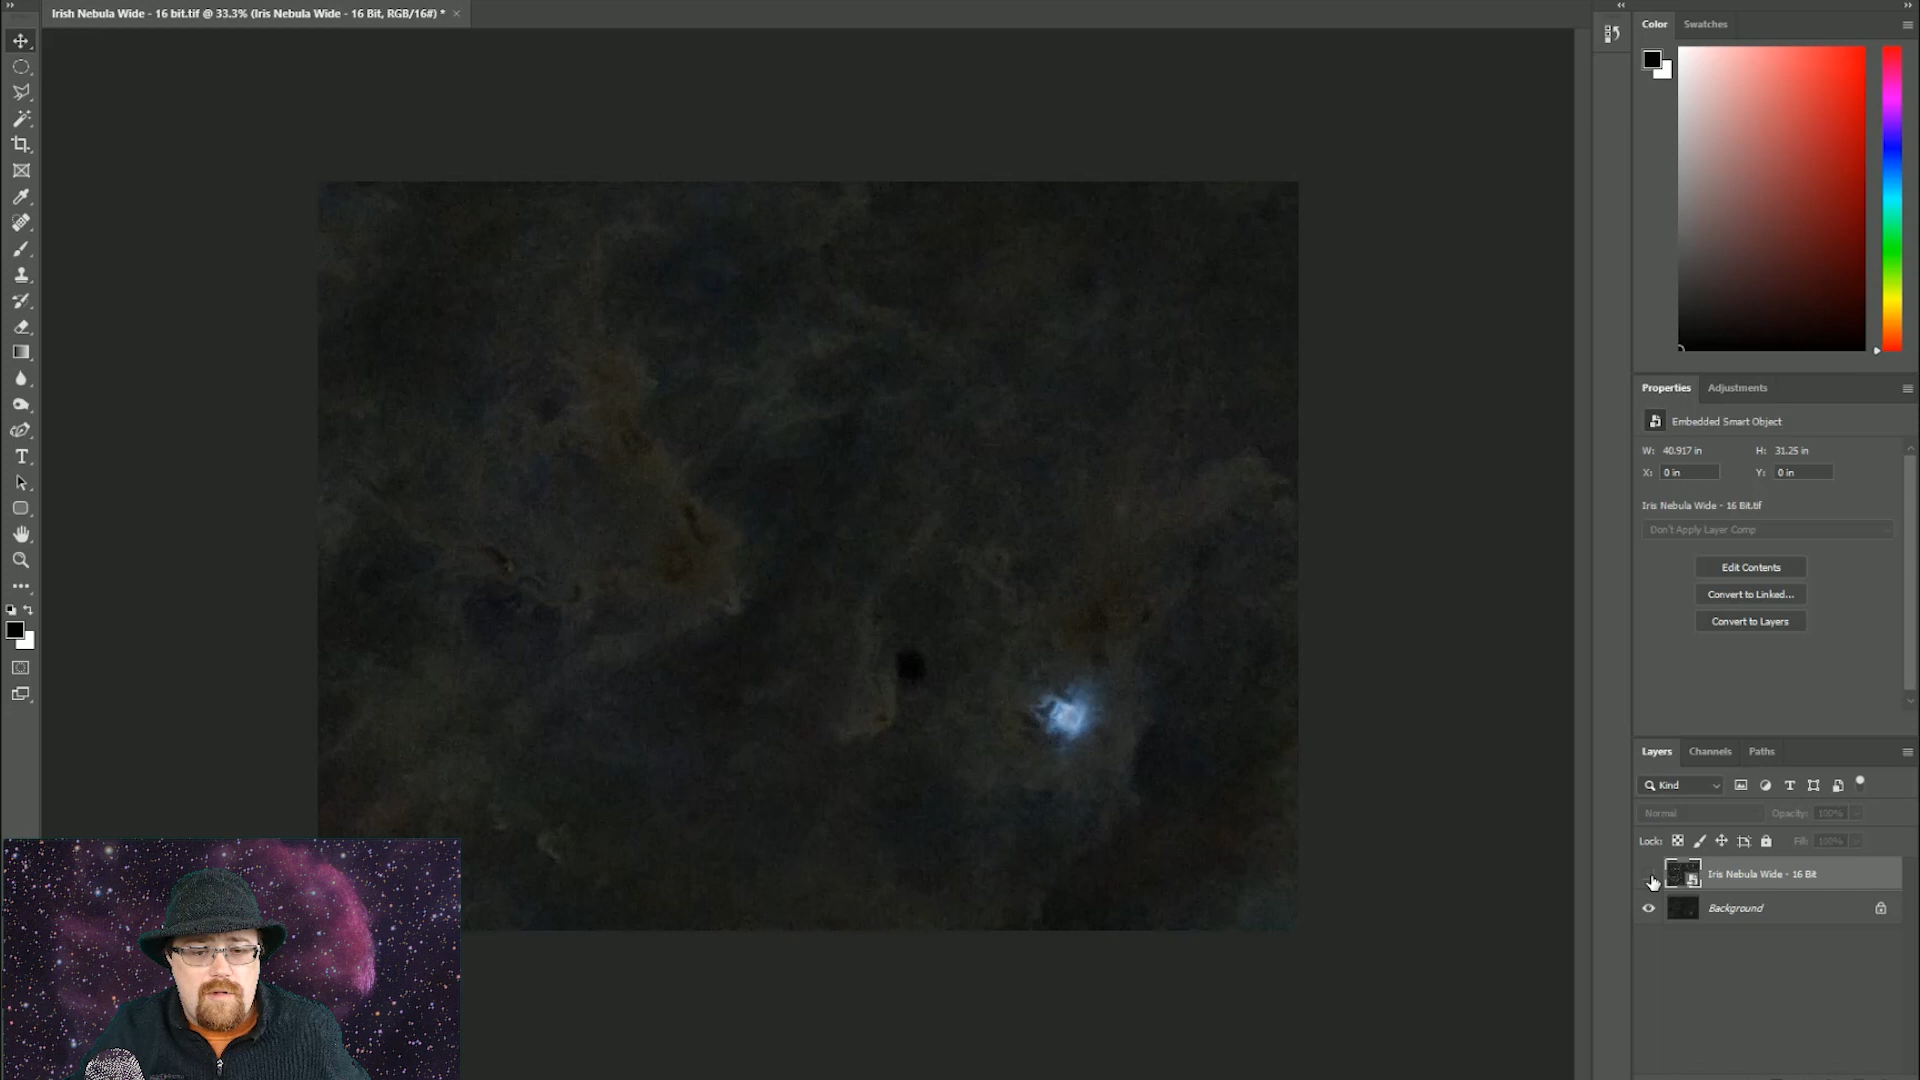 Irish Nebula Wide - 16 bit.tif @ 33.3% (Iris Nebula Wide - 16 Bit, RGB/16#) *
Color
Swatches
Properties
Adjustments
Embedded Smart Object
W: 40.917 in
H: 31.25 in
X: 0 in
Y: 0 in
Iris Nebula Wide - 16 Bit.tif
Don't Apply Layer Comp
Edit Contents
Convert to Linked...
Convert to Layers
Layers
Channels
Paths
Kind
Normal
Opacity: 100%
Lock:
Fill: 100%
Iris Nebula Wide - 16 Bit
Background